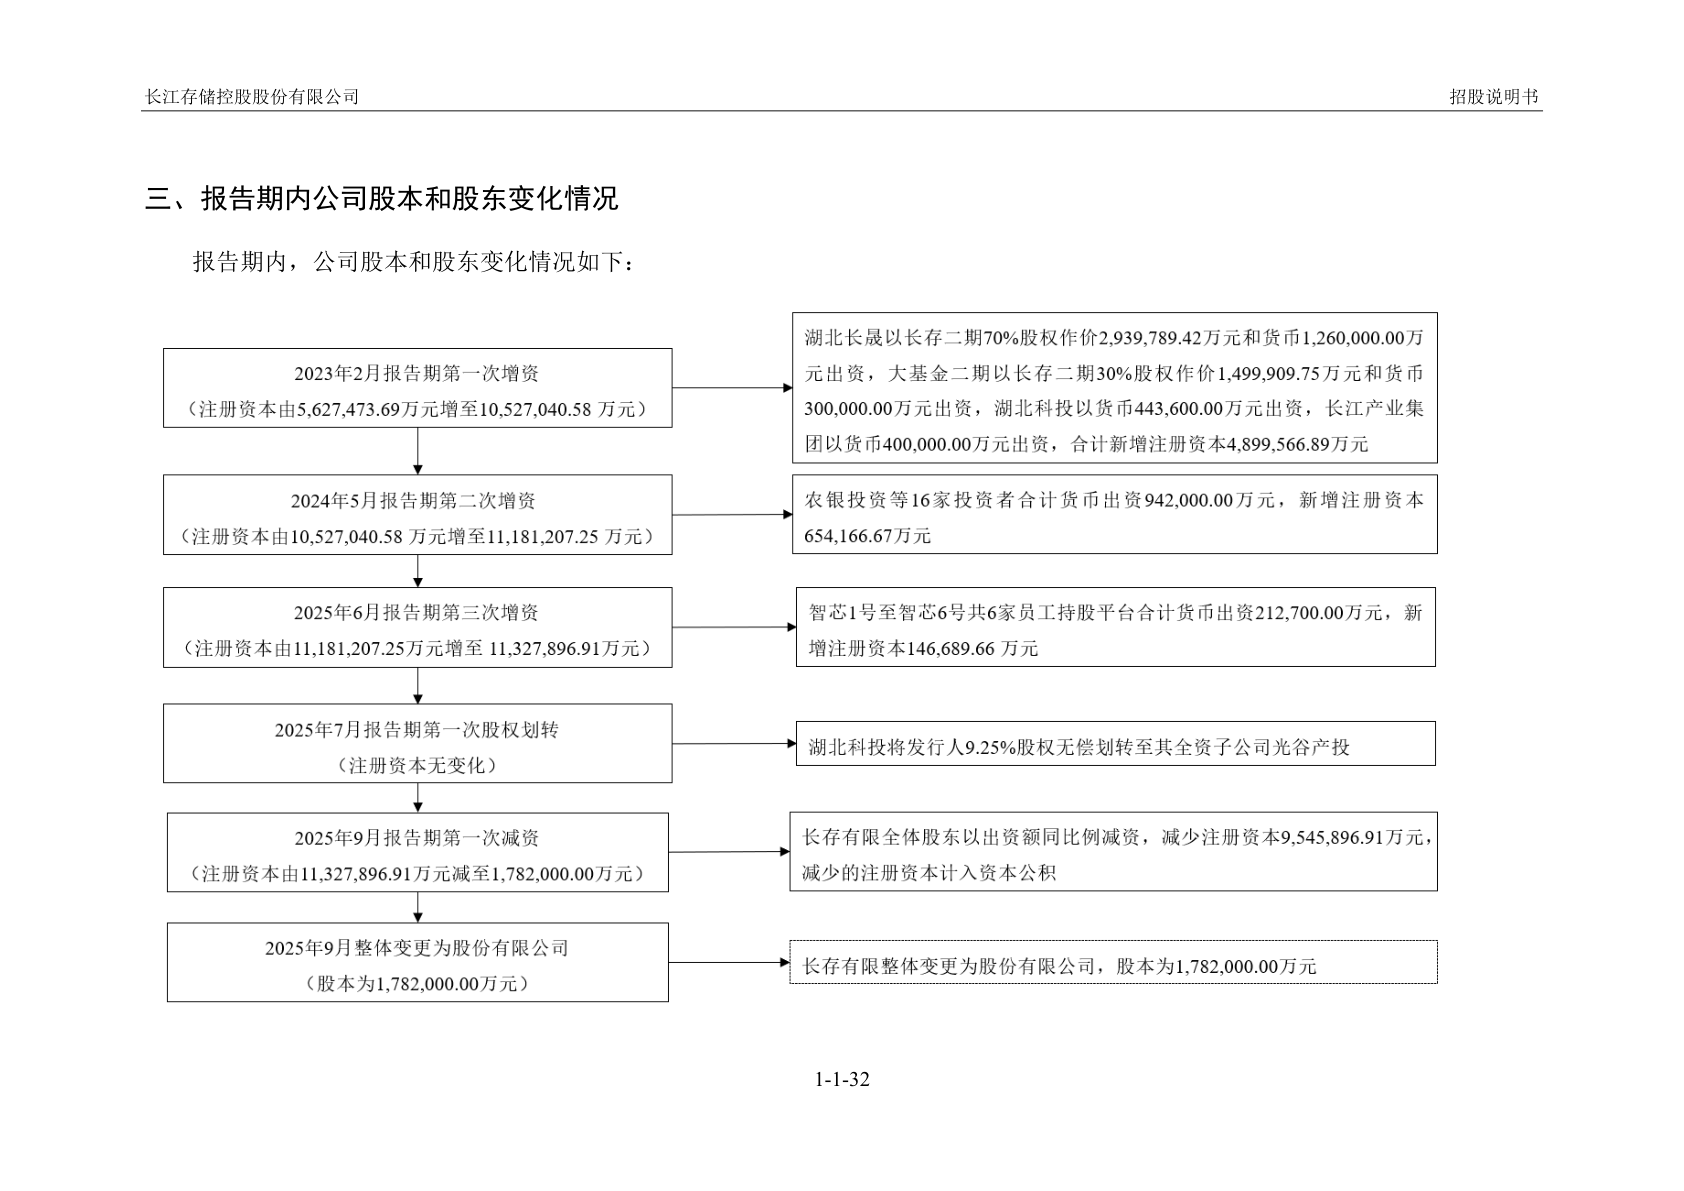 长江存储控股股份有限公司
招股说明书
三、报告期内公司股本和股东变化情况
报告期内，公司股本和股东变化情况如下：
2023年2月报告期第一次增资
（注册资本由5,627,473.69万元增至10,527,040.58 万元）
湖北长晟以长存二期70%股权作价2,939,789.42万元和货币1,260,000.00万
元出资，大基金二期以长存二期30%股权作价1,499,909.75万元和货币
300,000.00万元出资，湖北科投以货币443,600.00万元出资，长江产业集
团以货币400,000.00万元出资，合计新增注册资本4,899,566.89万元
2024年5月报告期第二次增资
（注册资本由10,527,040.58 万元增至11,181,207.25 万元）
农银投资等16家投资者合计货币出资942,000.00万元，新增注册资本
654,166.67万元
2025年6月报告期第三次增资
（注册资本由11,181,207.25万元增至 11,327,896.91万元）
智芯1号至智芯6号共6家员工持股平台合计货币出资212,700.00万元，新
增注册资本146,689.66 万元
2025年7月报告期第一次股权划转
（注册资本无变化）
湖北科投将发行人9.25%股权无偿划转至其全资子公司光谷产投
2025年9月报告期第一次减资
（注册资本由11,327,896.91万元减至1,782,000.00万元）
长存有限全体股东以出资额同比例减资，减少注册资本9,545,896.91万元，
减少的注册资本计入资本公积
2025年9月整体变更为股份有限公司
（股本为1,782,000.00万元）
长存有限整体变更为股份有限公司，股本为1,782,000.00万元
1-1-32